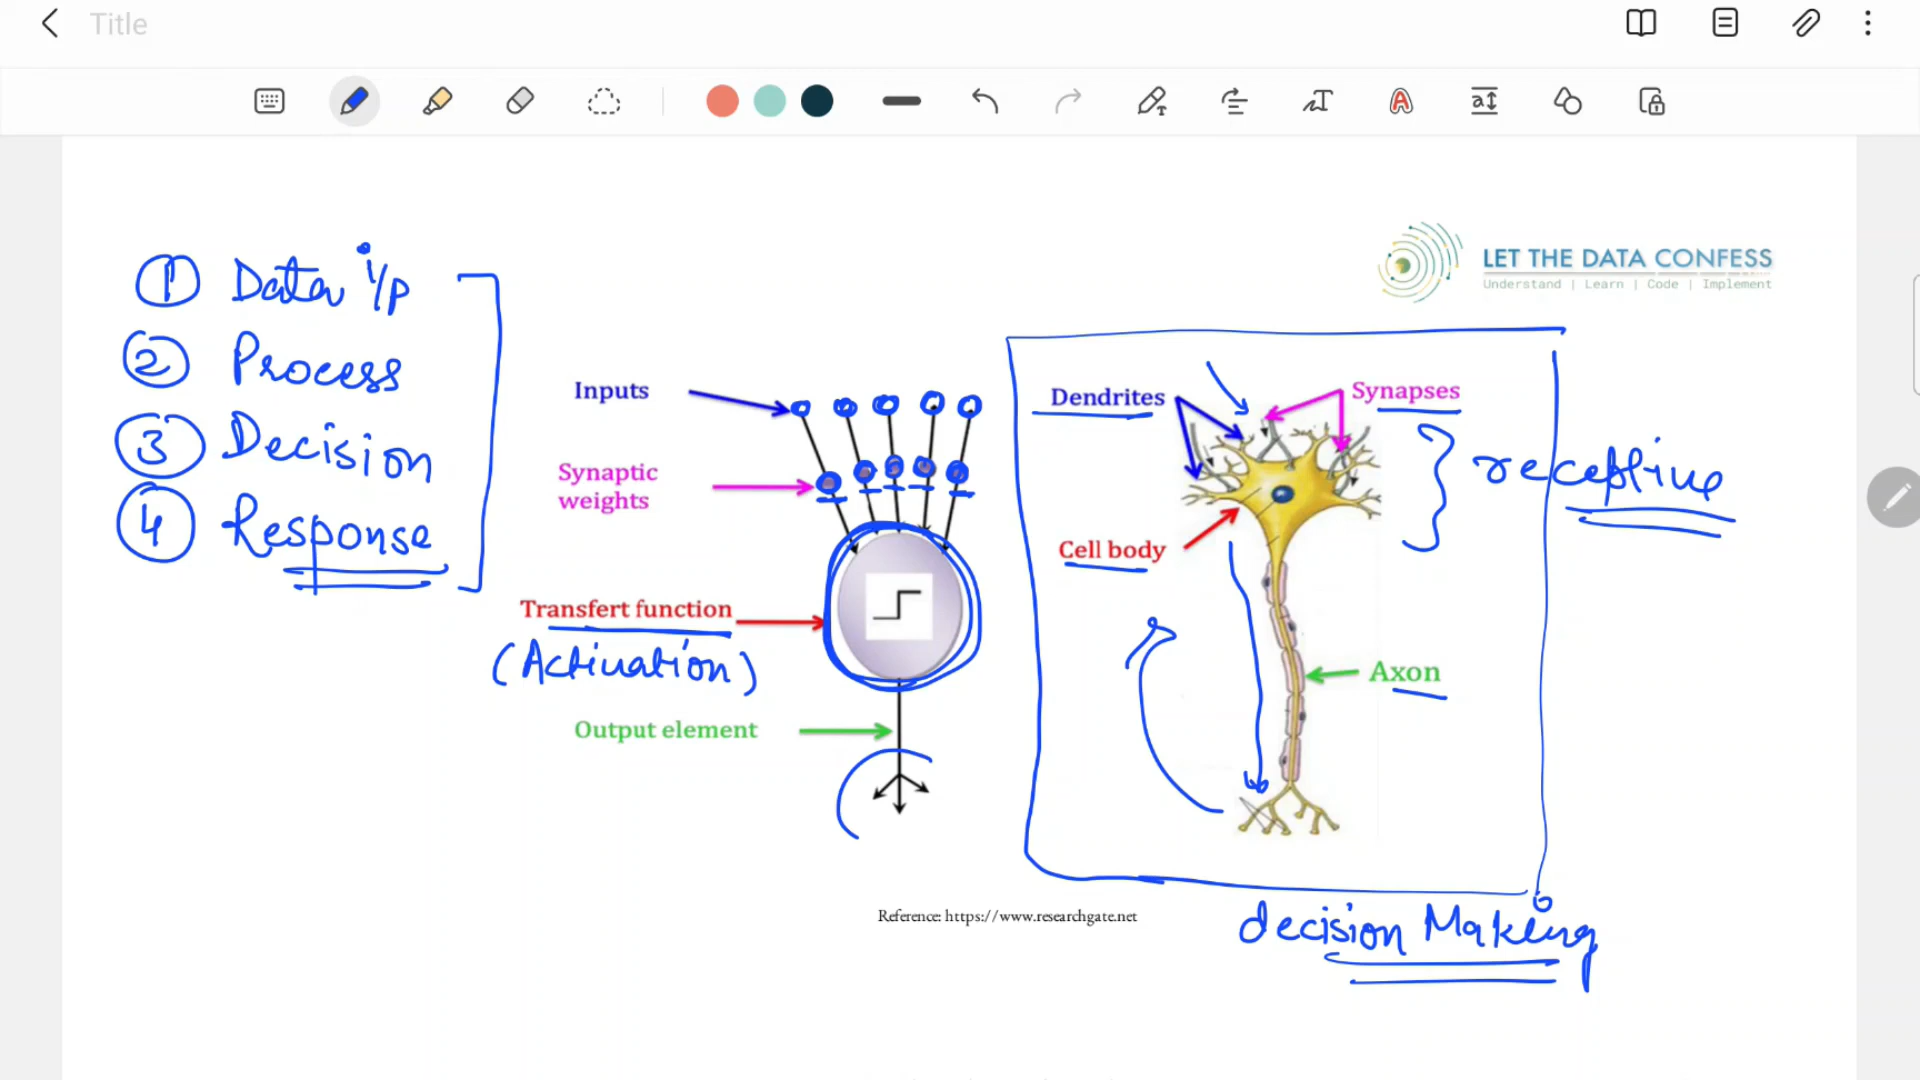 Title
LET THE DATA CONFESS
Understand | Learn | Code | Implement
① Data i/p
② Process
③ Decision
④ Response
Inputs
Synaptic
weights
Transfert function
(Activation)
Output element
Dendrites
Synapses
receptive
Cell body
Axon
Reference: https://www.researchgate.net
decision Making